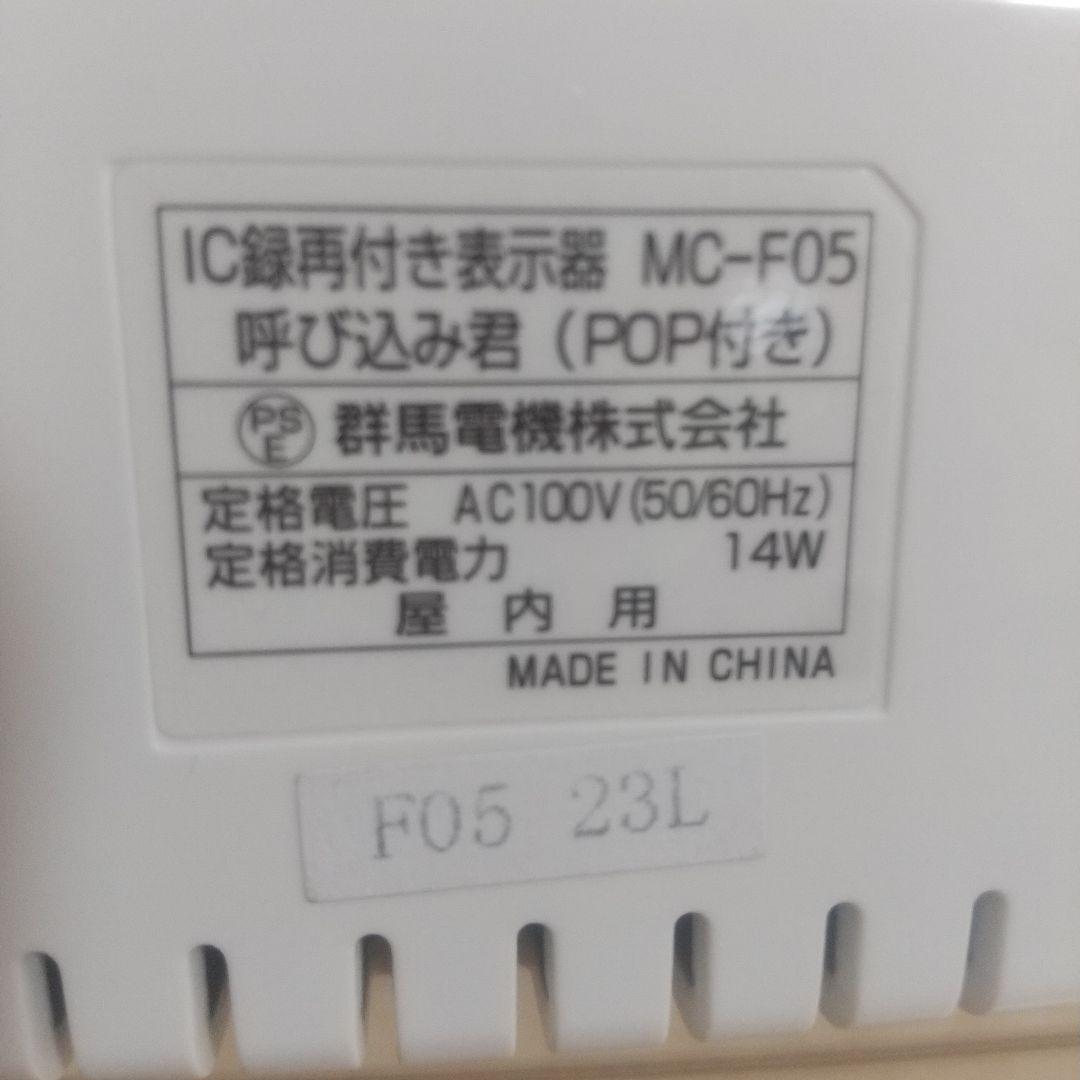 IC録再付き表示器 MC-F05
呼び込み君（POP付き）
PSE 群馬電機株式会社
定格電圧 AC100V(50/60Hz)
定格消費電力 14W
屋内用
MADE IN CHINA
F05 23L